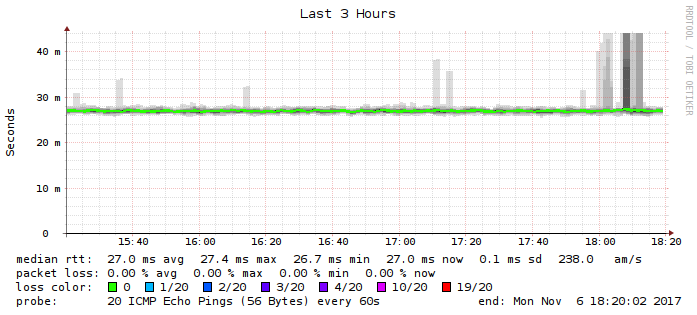 Last 3 Hours
RRDTOOL / TOBI OETIKER
Seconds
40 m
30 m
20 m
10 m
0
15:40 16:00 16:20 16:40 17:00 17:20 17:40 18:00 18:20
median rtt: 27.0 ms avg 27.4 ms max 26.7 ms min 27.0 ms now 0.1 ms sd 238.0 am/s
packet loss: 0.00 % avg 0.00 % max 0.00 % min 0.00 % now
loss color: 0 1/20 2/20 3/20 4/20 10/20 19/20
probe: 20 ICMP Echo Pings (56 Bytes) every 60s end: Mon Nov 6 18:20:02 2017